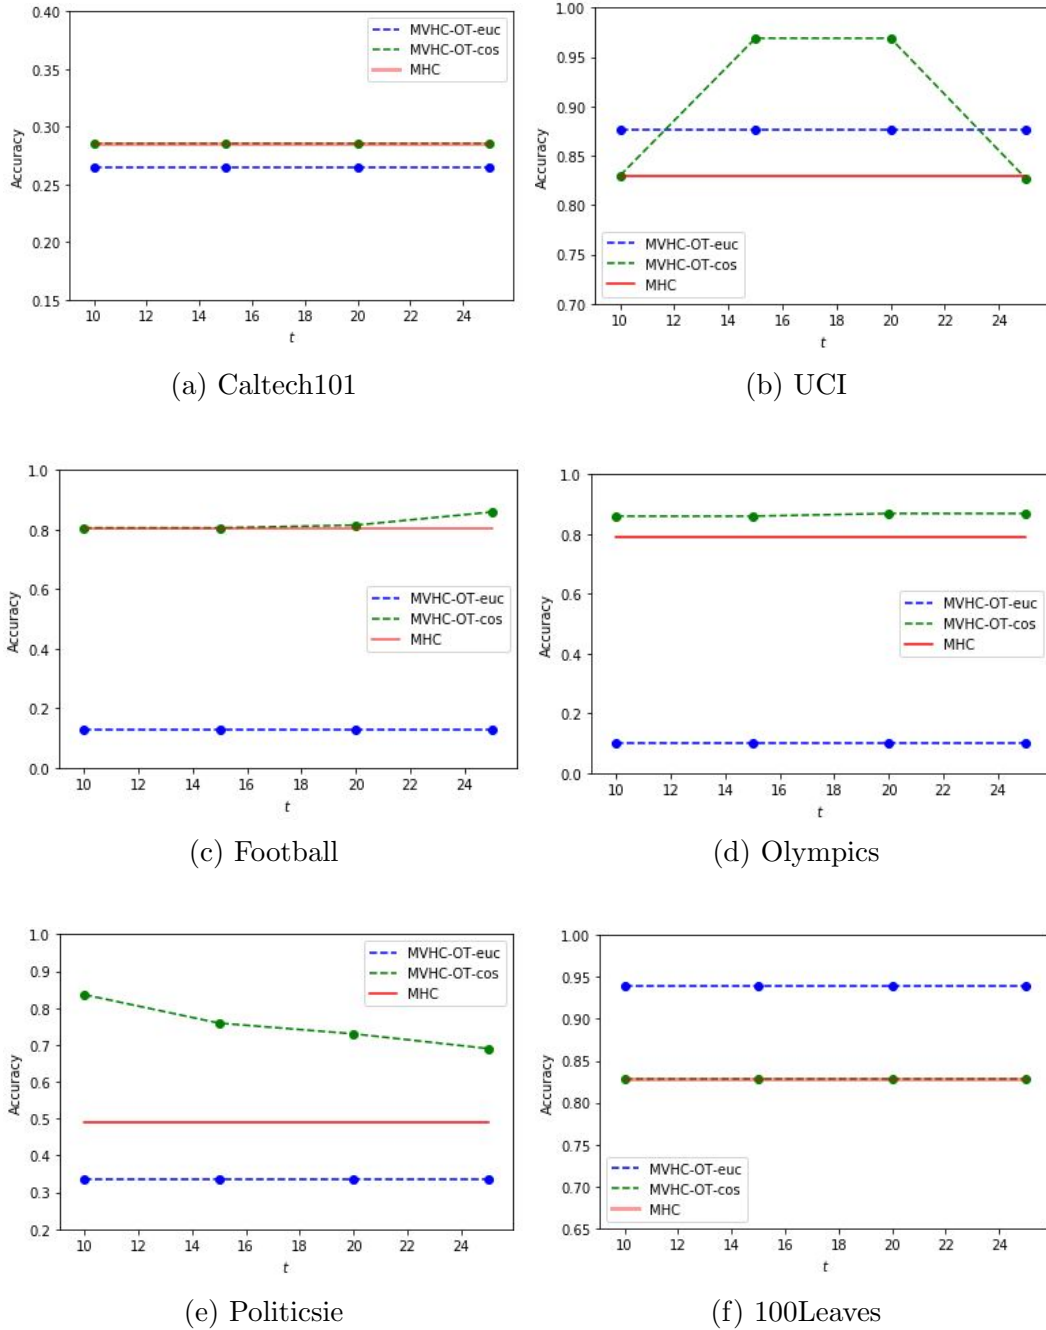 0.40
0.35
0.30
0.25
0.20
0.15
Accuracy
MVHC-OT-euc
MVHC-OT-cos
MHC
10 12 14 16 18 20 22 24
t
(a) Caltech101
1.00
0.95
0.90
0.85
0.80
0.75
0.70
Accuracy
MVHC-OT-euc
MVHC-OT-cos
MHC
10 12 14 16 18 20 22 24
t
(b) UCI
1.0
0.8
0.6
0.4
0.2
0.0
Accuracy
MVHC-OT-euc
MVHC-OT-cos
MHC
10 12 14 16 18 20 22 24
t
(c) Football
1.0
0.8
0.6
0.4
0.2
0.0
Accuracy
MVHC-OT-euc
MVHC-OT-cos
MHC
10 12 14 16 18 20 22 24
t
(d) Olympics
1.0
0.9
0.8
0.7
0.6
0.5
0.4
0.3
0.2
Accuracy
MVHC-OT-euc
MVHC-OT-cos
MHC
10 12 14 16 18 20 22 24
t
(e) Politicsie
1.00
0.95
0.90
0.85
0.80
0.75
0.70
0.65
Accuracy
MVHC-OT-euc
MVHC-OT-cos
MHC
10 12 14 16 18 20 22 24
t
(f) 100Leaves